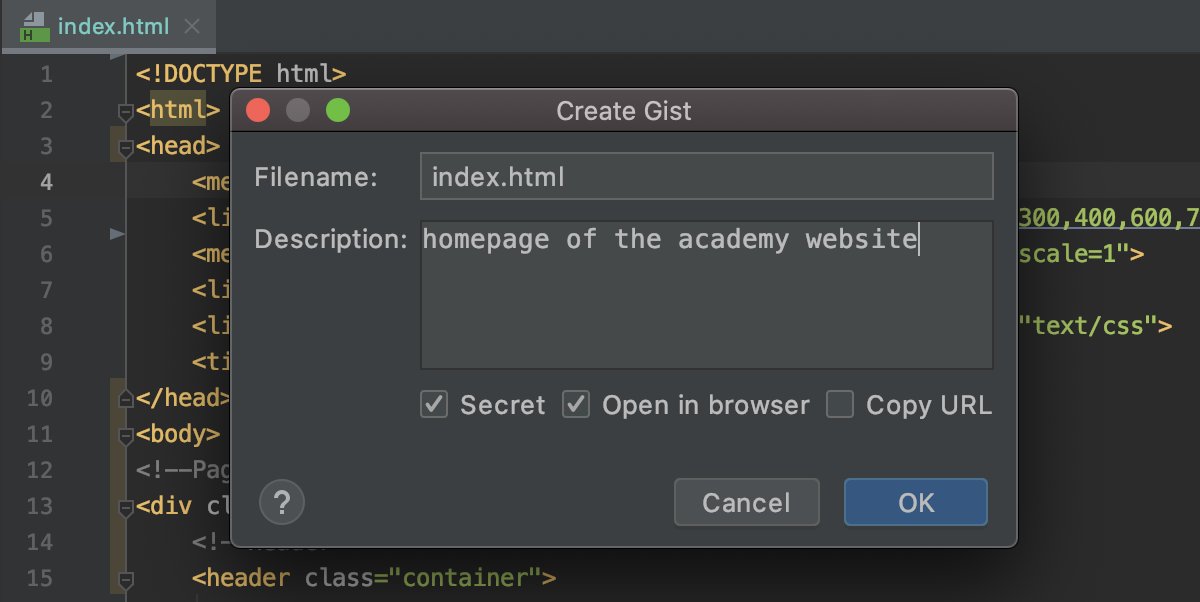 index.html
1 <!DOCTYPE html>
2 <html>
3 <head>
4
5 300,400,600,7
6 scale=1">
7
8 "text/css">
9
10 </head>
11 <body>
12 <!--
13 <div
14 <!--
15 <header class="container">
Create Gist
Filename: index.html
Description: homepage of the academy website
Secret Open in browser Copy URL
? Cancel OK